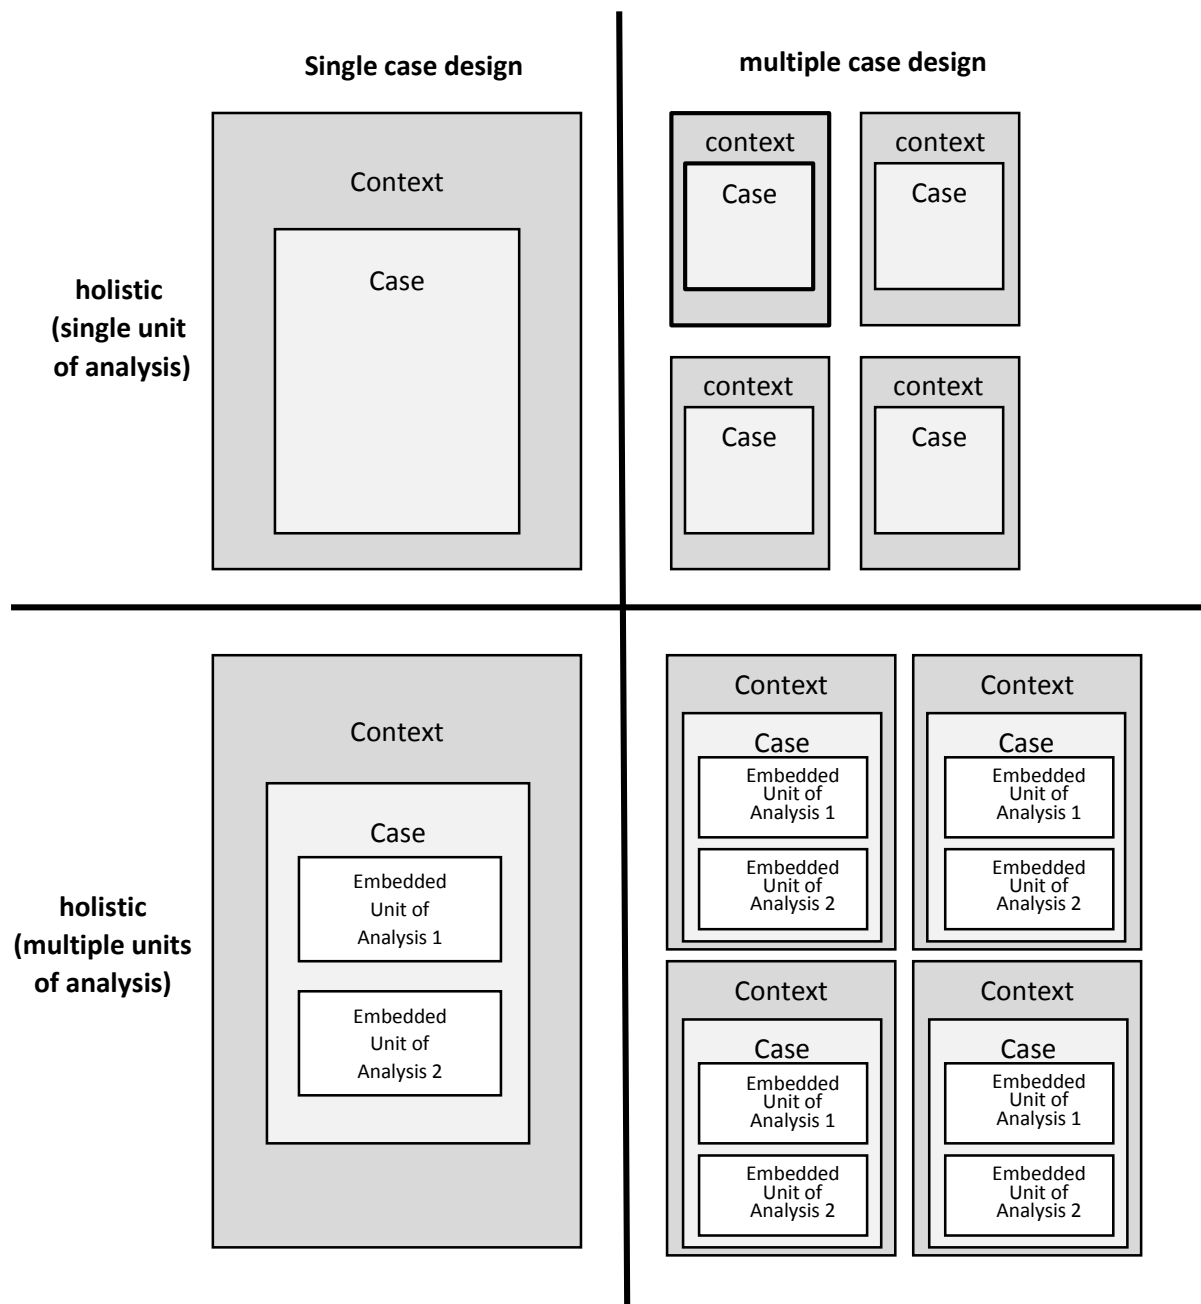 Single case design
multiple case design
holistic
(single unit
of analysis)
Context
Case
context
Case
context
Case
context
Case
context
Case
holistic
(multiple units
of analysis)
Context
Case
Embedded
Unit of
Analysis 1
Embedded
Unit of
Analysis 2
Context
Case
Embedded
Unit of
Analysis 1
Embedded
Unit of
Analysis 2
Context
Case
Embedded
Unit of
Analysis 1
Embedded
Unit of
Analysis 2
Context
Case
Embedded
Unit of
Analysis 1
Embedded
Unit of
Analysis 2
Context
Case
Embedded
Unit of
Analysis 1
Embedded
Unit of
Analysis 2